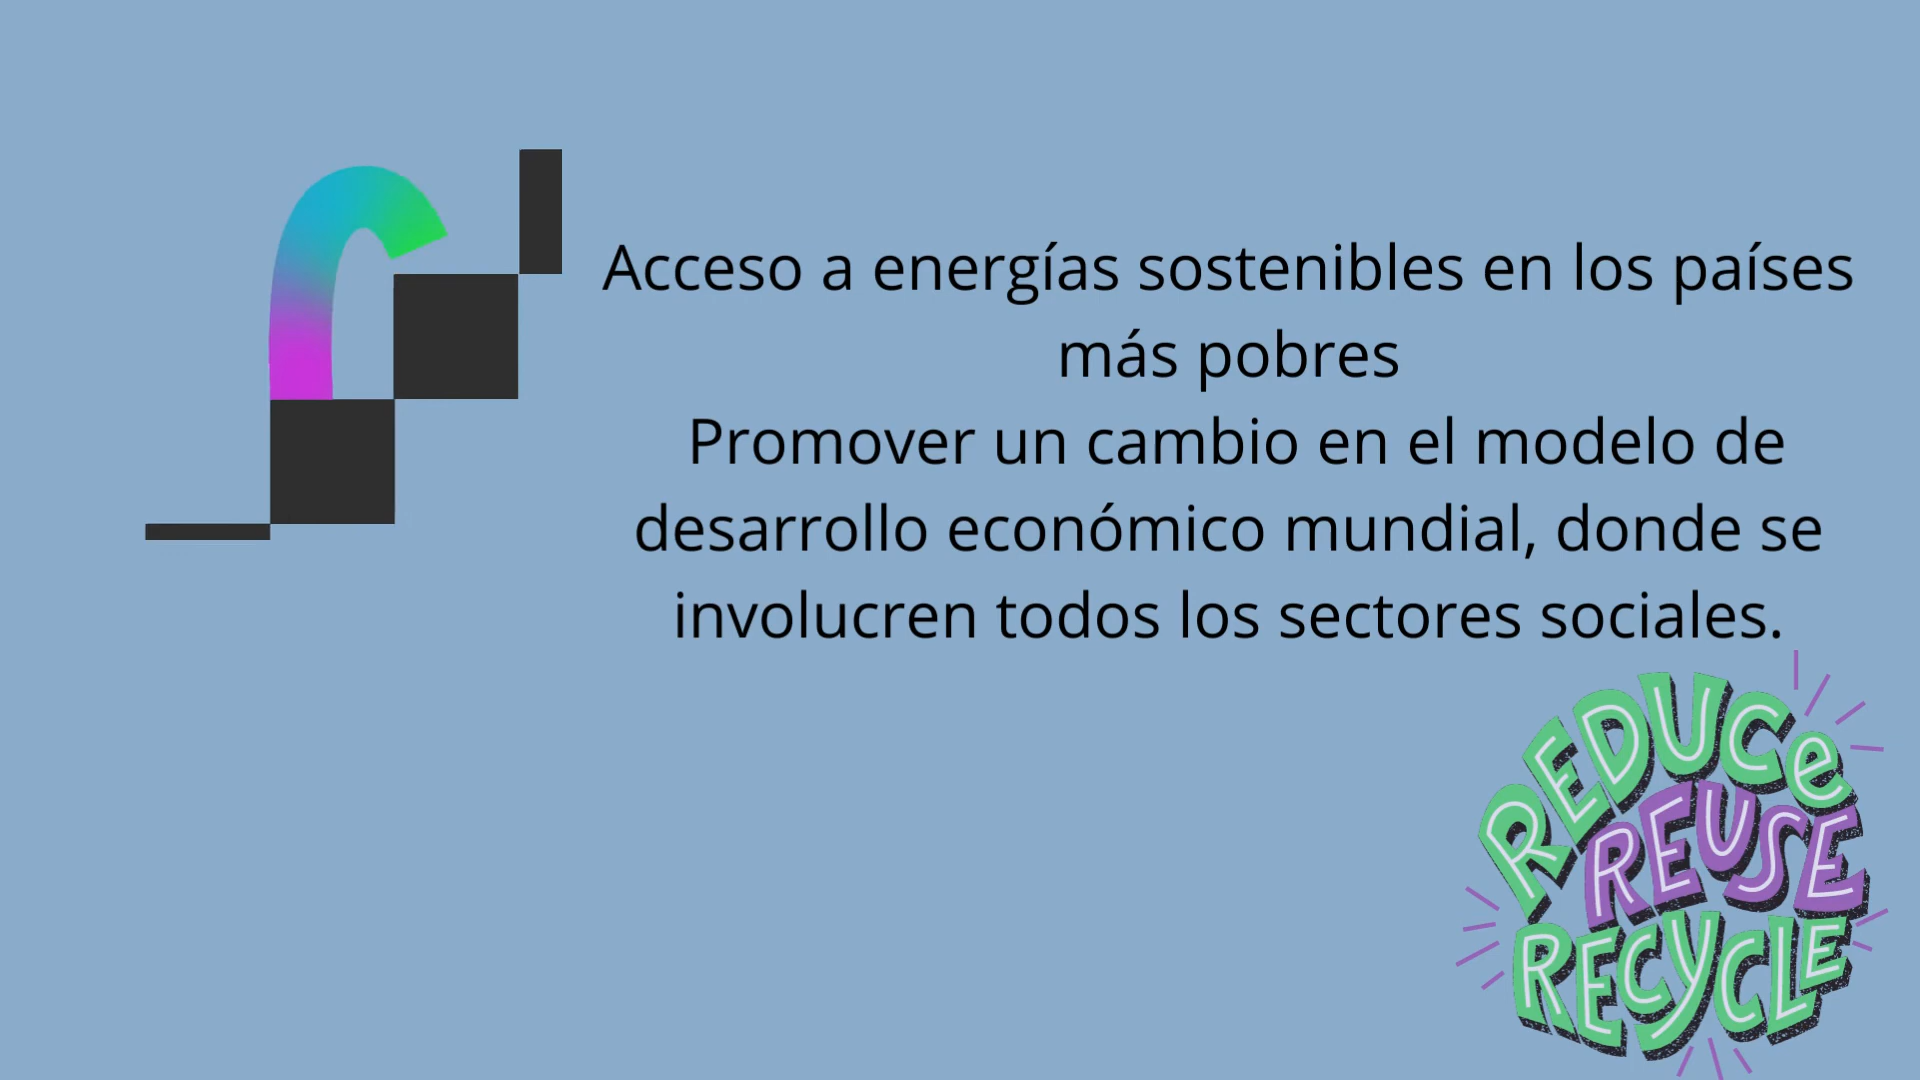 Acceso a energías sostenibles en los países
más pobres
Promover un cambio en el modelo de
desarrollo económico mundial, donde se
involucren todos los sectores sociales.
REDUCe
REUSE
RECYCLE